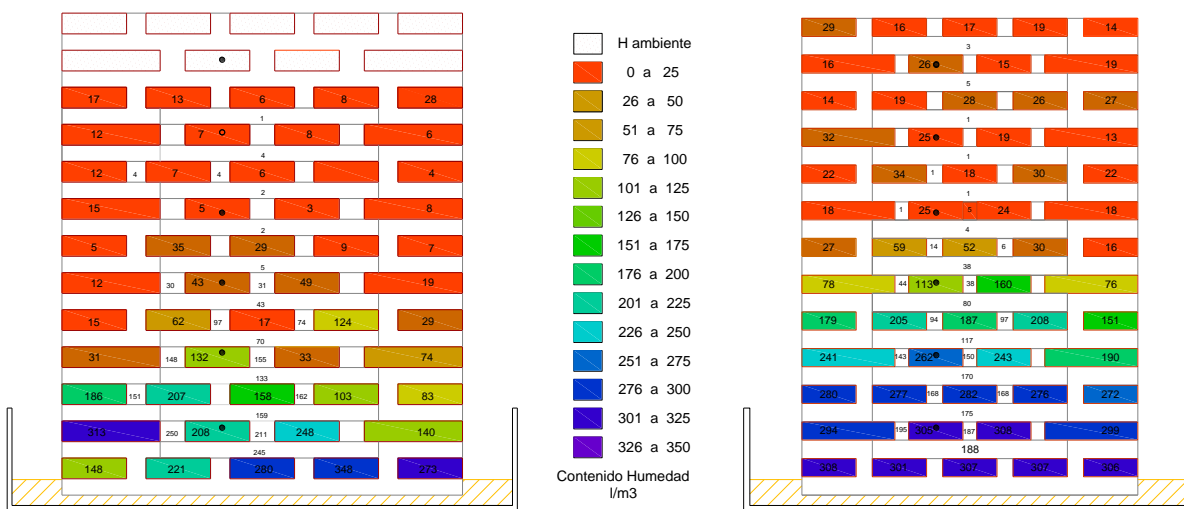 17 13 6 8 28
1
12 7 8 6
4
12 4 7 4 6 4
2
15 5 3 8
2
5 35 29 9 7
5
12 30 43 31 49 19
43
15 62 97 17 74 124 29
70
31 148 132 155 33 74
133
186 151 207 158 162 103 83
159
313 250 208 211 248 140
245
148 221 280 348 273
H ambiente
0 a 25
26 a 50
51 a 75
76 a 100
101 a 125
126 a 150
151 a 175
176 a 200
201 a 225
226 a 250
251 a 275
276 a 300
301 a 325
326 a 350
Contenido Humedad
l/m3
29 16 17 19 14
3
16 26 15 19
5
14 19 28 26 27
1
32 25 19 13
1
22 34 1 18 30 22
1
18 1 25 5 24 18
4
27 59 14 52 6 30 16
38
78 44 113 38 160 76
80
179 205 94 187 97 208 151
117
241 143 262 150 243 190
170
280 277 168 282 168 276 272
175
294 195 305 187 308 299
188
308 301 307 307 306